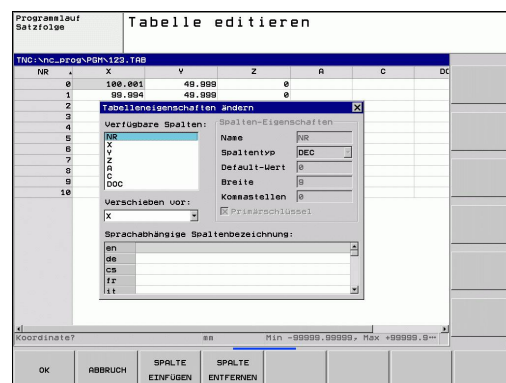 Programmlauf
Satzfolge
Tabelle editieren
TNC:\nc_prog\PGM\123.TAB
NR X Y Z A C DOC
0 100.001 49.999 0
1 99.994 49.999 0
2
3
4
5
6
7
8
9
10
Tabelleneigenschaften ändern
Verfügbare Spalten:
NR
X
Y
Z
A
C
DOC
Verschieben vor:
X
Spalten-Eigenschaften
Name NR
Spaltentyp DEC
Default-Wert 0
Breite 9
Kommastellen 0
Primärschlüssel
Sprachabhängige Spaltenbezeichnung:
en
de
cs
fr
it
Koordinate? mm Min -99999.99999, Max +99999.9…
OK
ABBRUCH
SPALTE
EINFÜGEN
SPALTE
ENTFERNEN